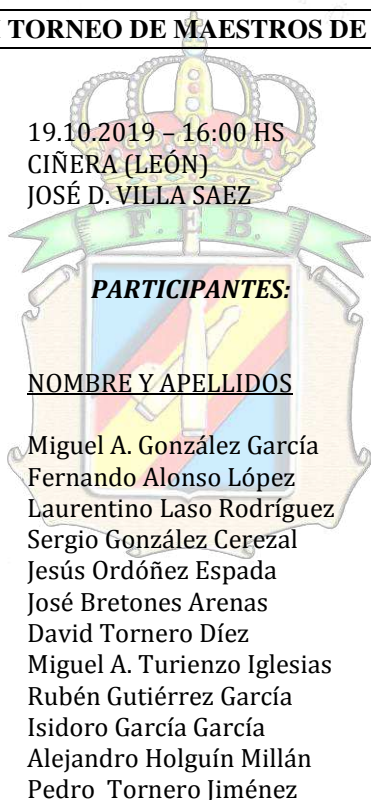 TORNEO DE MAESTROS DE
19.10.2019 – 16:00 HS
CIÑERA (LEÓN)
JOSÉ D. VILLA SAEZ
F. E. B.
PARTICIPANTES:
NOMBRE Y APELLIDOS
Miguel A. González García
Fernando Alonso López
Laurentino Laso Rodríguez
Sergio González Cerezal
Jesús Ordóñez Espada
José Bretones Arenas
David Tornero Díez
Miguel A. Turienzo Iglesias
Rubén Gutiérrez García
Isidoro García García
Alejandro Holguín Millán
Pedro Tornero Jiménez